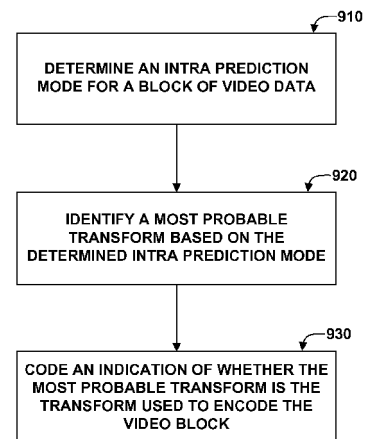 910
DETERMINE AN INTRA PREDICTION
MODE FOR A BLOCK OF VIDEO DATA
920
IDENTIFY A MOST PROBABLE
TRANSFORM BASED ON THE
DETERMINED INTRA PREDICTION MODE
930
CODE AN INDICATION OF WHETHER THE
MOST PROBABLE TRANSFORM IS THE
TRANSFORM USED TO ENCODE THE
VIDEO BLOCK